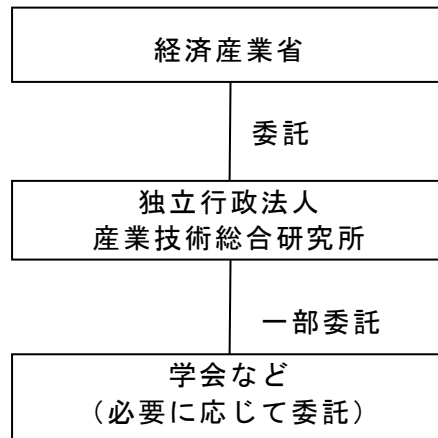 経済産業省
委託
独立行政法人
産業技術総合研究所
一部委託
学会など
（必要に応じて委託）